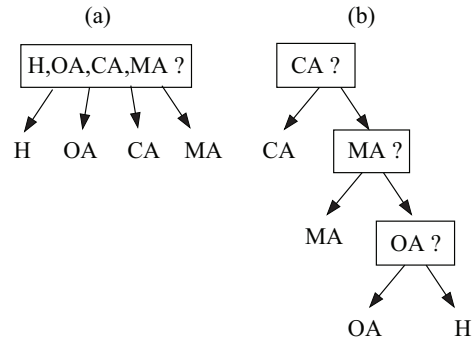 (a)
H,OA,CA,MA ?
H OA CA MA
(b)
CA ?
CA
MA ?
MA
OA ?
OA H